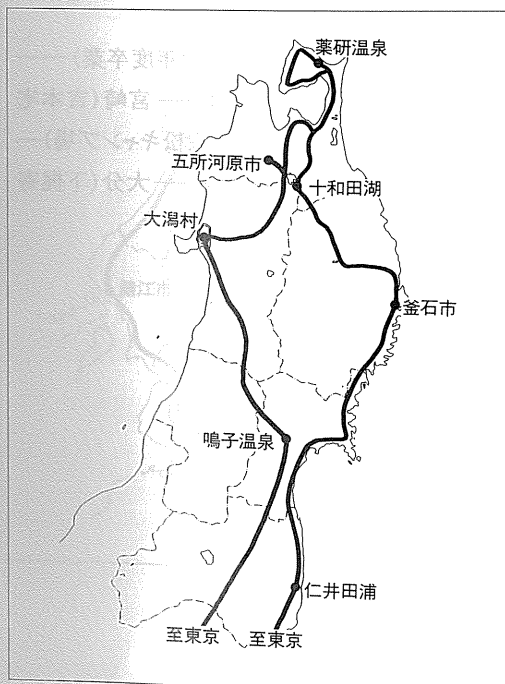 薬研温泉
五所河原市
十和田湖
大潟村
釜石市
鳴子温泉
仁井田浦
至東京
至東京